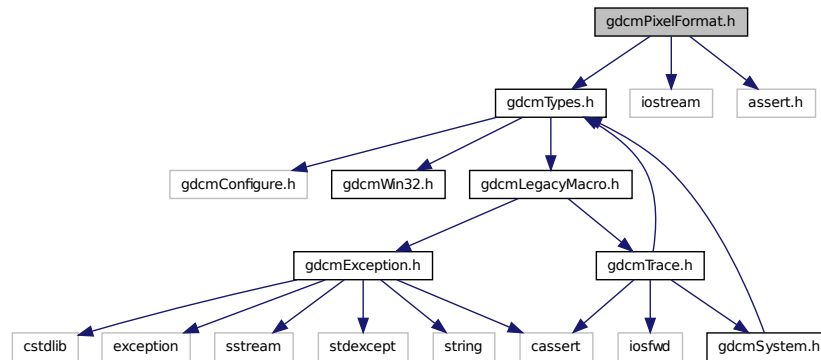 gdcmPixelFormat.h
gdcmTypes.h
iostream
assert.h
gdcmConfigure.h
gdcmWin32.h
gdcmLegacyMacro.h
gdcmException.h
gdcmTrace.h
cstdlib
exception
sstream
stdexcept
string
cassert
iosfwd
gdcmSystem.h